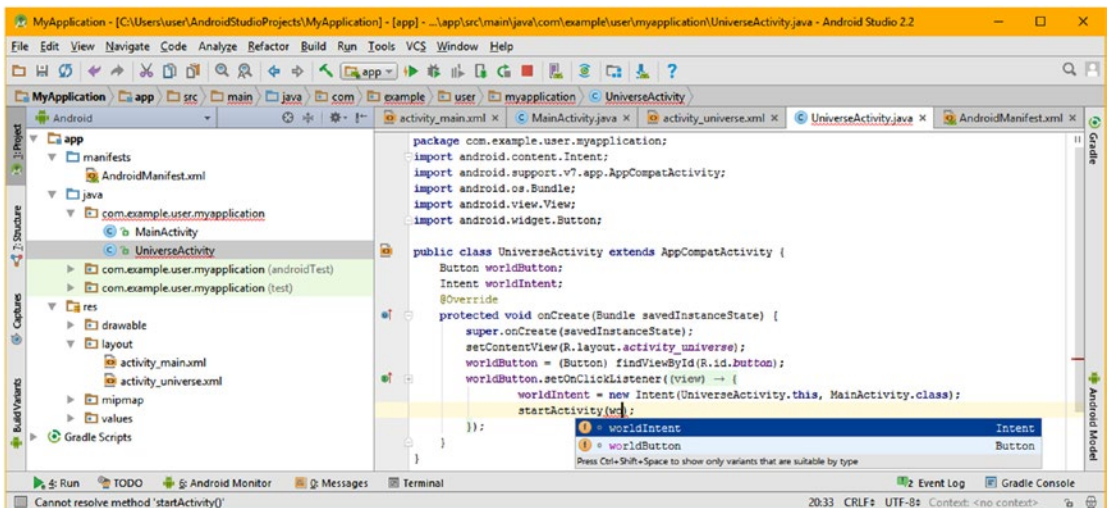 MyApplication - [C:\Users\user\AndroidStudioProjects\MyApplication] - [app] - ...\app\src\main\java\com\example\user\myapplication\UniverseActivity.java - Android Studio 2.2
File Edit View Navigate Code Analyze Refactor Build Run Tools VCS Window Help
app
MyApplication app src main java com example user myapplication UniverseActivity
Android
activity_main.xml MainActivity.java activity_universe.xml UniverseActivity.java AndroidManifest.xml
1: Project
7: Structure
Captures
Build Variants
app
manifests
AndroidManifest.xml
java
com.example.user.myapplication
MainActivity
UniverseActivity
com.example.user.myapplication (androidTest)
com.example.user.myapplication (test)
res
drawable
layout
activity_main.xml
activity_universe.xml
mipmap
values
Gradle Scripts
package com.example.user.myapplication;
import android.content.Intent;
import android.support.v7.app.AppCompatActivity;
import android.os.Bundle;
import android.view.View;
import android.widget.Button;
public class UniverseActivity extends AppCompatActivity {
Button worldButton;
Intent worldIntent;
@Override
protected void onCreate(Bundle savedInstanceState) {
super.onCreate(savedInstanceState);
setContentView(R.layout.activity_universe);
worldButton = (Button) findViewById(R.id.button);
worldButton.setOnClickListener((view) → {
worldIntent = new Intent(UniverseActivity.this, MainActivity.class);
startActivity(wo);
});
}
}
worldIntent Intent
worldButton Button
Press Ctrl+Shift+Space to show only variants that are suitable by type
Gradle
Android Model
4: Run TODO 6: Android Monitor 0: Messages Terminal 2 Event Log Gradle Console
Cannot resolve method 'startActivity()' 20:33 CRLF UTF-8 Context: <no context>